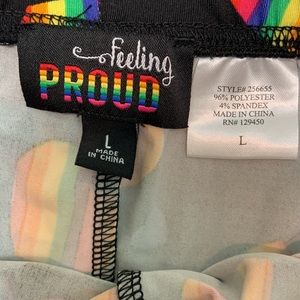 feeling
PROUD
L
MADE
IN CHINA
STYLE# 256655
96% POLYESTER
4% SPANDEX
MADE IN CHINA
RN# 129450
L